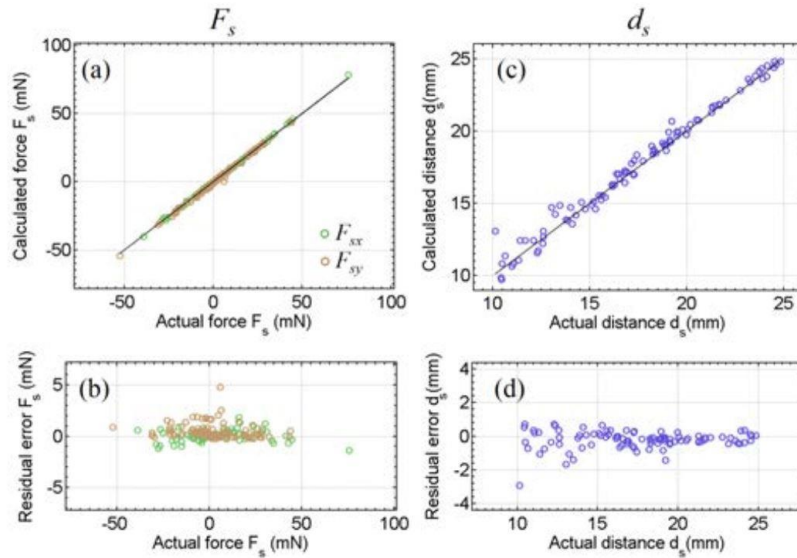 F_s
d_s
(a)
Calculated force F_s (mN)
100
50
0
-50
-50
0
50
100
Actual force F_s (mN)
F_sx
F_sy
(c)
Calculated distance d_s(mm)
25
20
15
10
10
15
20
25
Actual distance d_s(mm)
(b)
Residual error F_s (mN)
5
0
-5
-50
0
50
100
Actual force F_s (mN)
(d)
Residual error d_s(mm)
4
2
0
-2
-4
10
15
20
25
Actual distance d_s(mm)